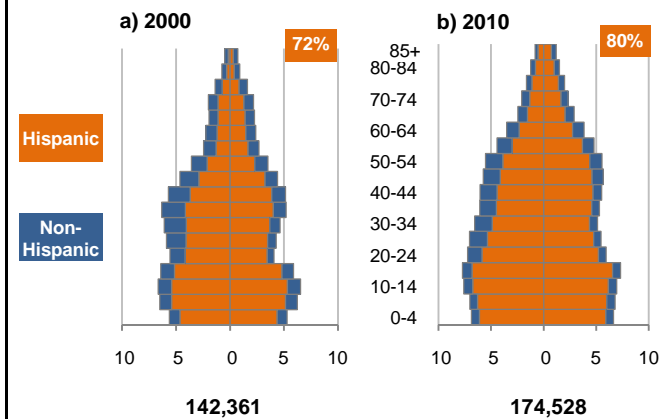 a) 2000
72%
b) 2010
80%
Hispanic
Non-
Hispanic
85+
80-84
70-74
60-64
50-54
40-44
30-34
20-24
10-14
0-4
10 5 0 5 10
10 5 0 5 10
142,361
174,528